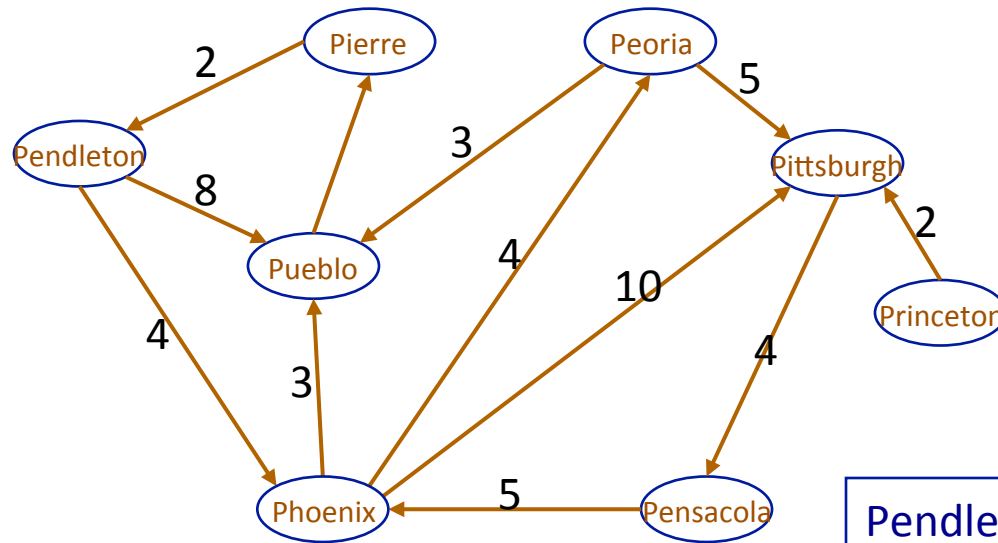 Pierre
Peoria
2
5
Pendleton
3
Pittsburgh
8
2
Pueblo
4
10
Princeton
4
4
3
Phoenix
5
Pensacola
Pendle